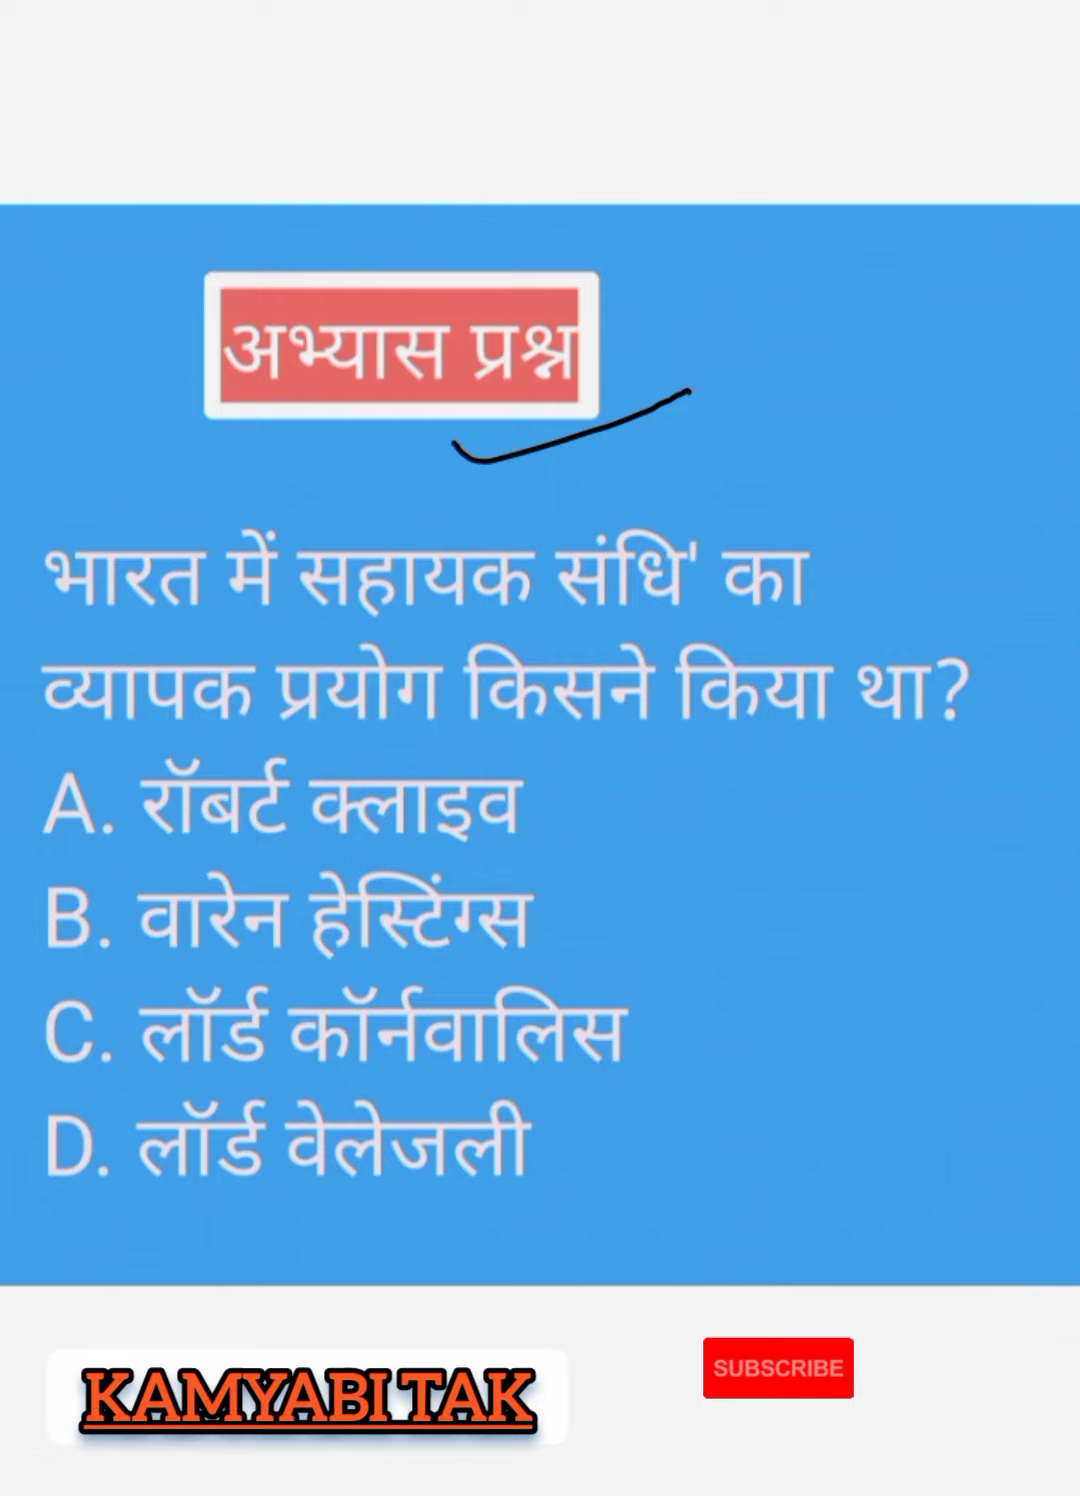 अभ्यास प्रश्न
भारत में सहायक संधि' का
व्यापक प्रयोग किसने किया था?
A. रॉबर्ट क्लाइव
B. वारेन हेस्टिंग्स
C. लॉर्ड कॉर्नवालिस
D. लॉर्ड वेलेजली
KAMYABI TAK
SUBSCRIBE